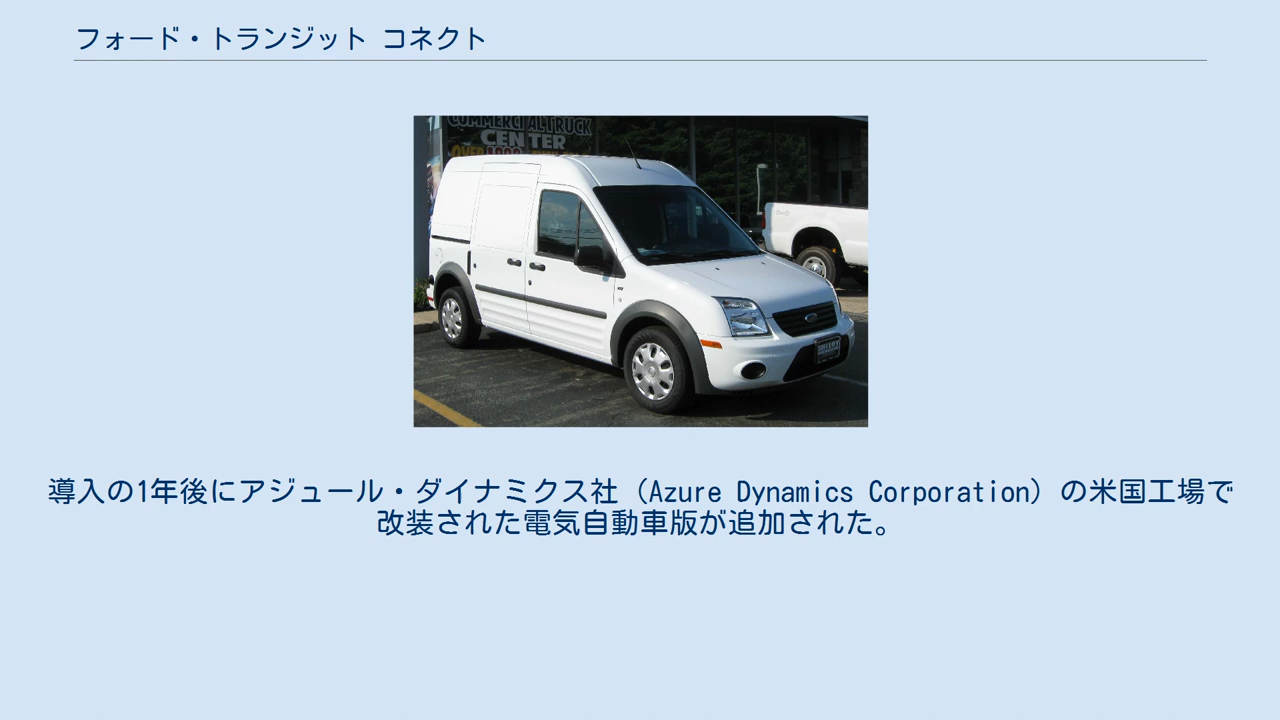 フォード・トランジット コネクト
COMMERCIAL TRUCK
CENTER
導入の1年後にアジュール・ダイナミクス社（Azure Dynamics Corporation）の米国工場で
改装された電気自動車版が追加された。